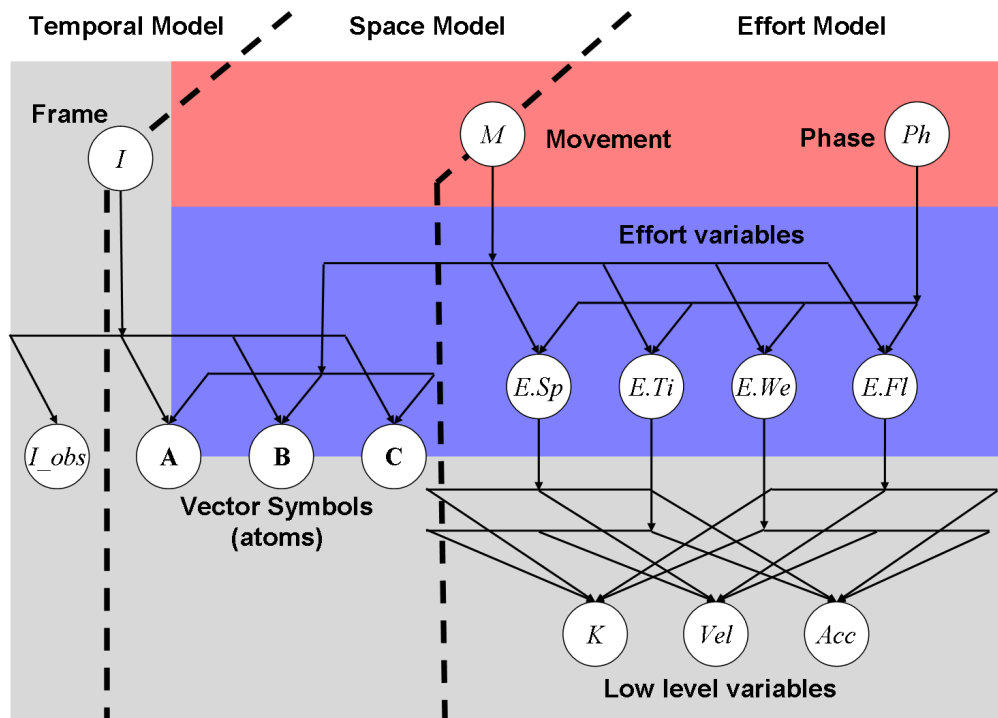 Temporal Model Space Model Effort Model
Frame
I
M
Movement
Phase
Ph
Effort variables
E.Sp E.Ti E.We E.Fl
I_obs A B C
Vector Symbols
(atoms)
K Vel Acc
Low level variables